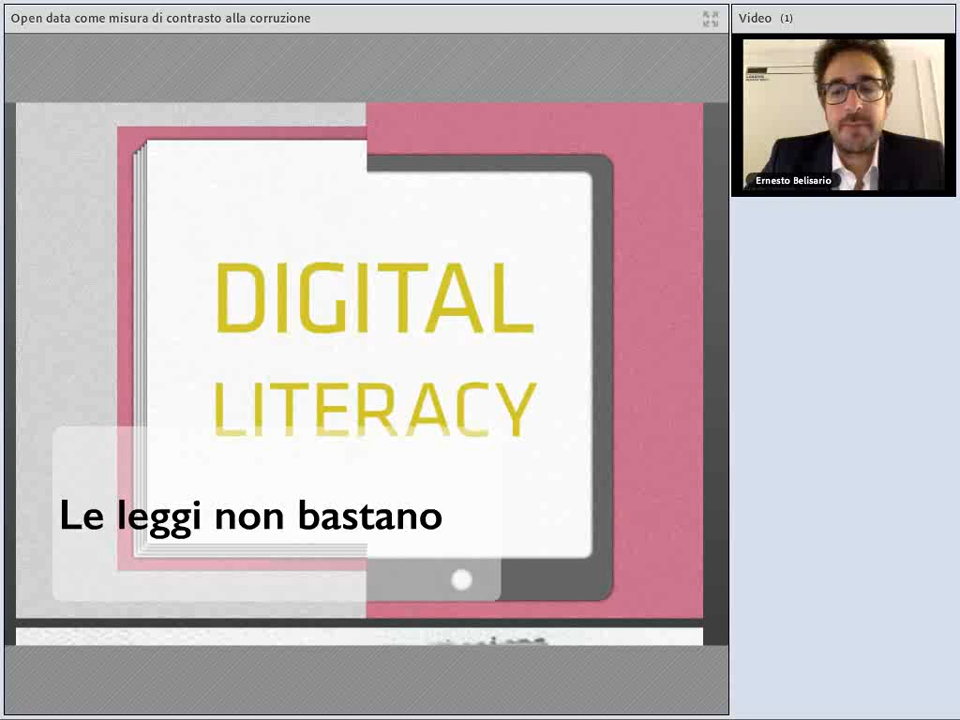 Open data come misura di contrasto alla corruzione
Video (1)
Ernesto Belisario
DIGITAL
LITERACY
Le leggi non bastano